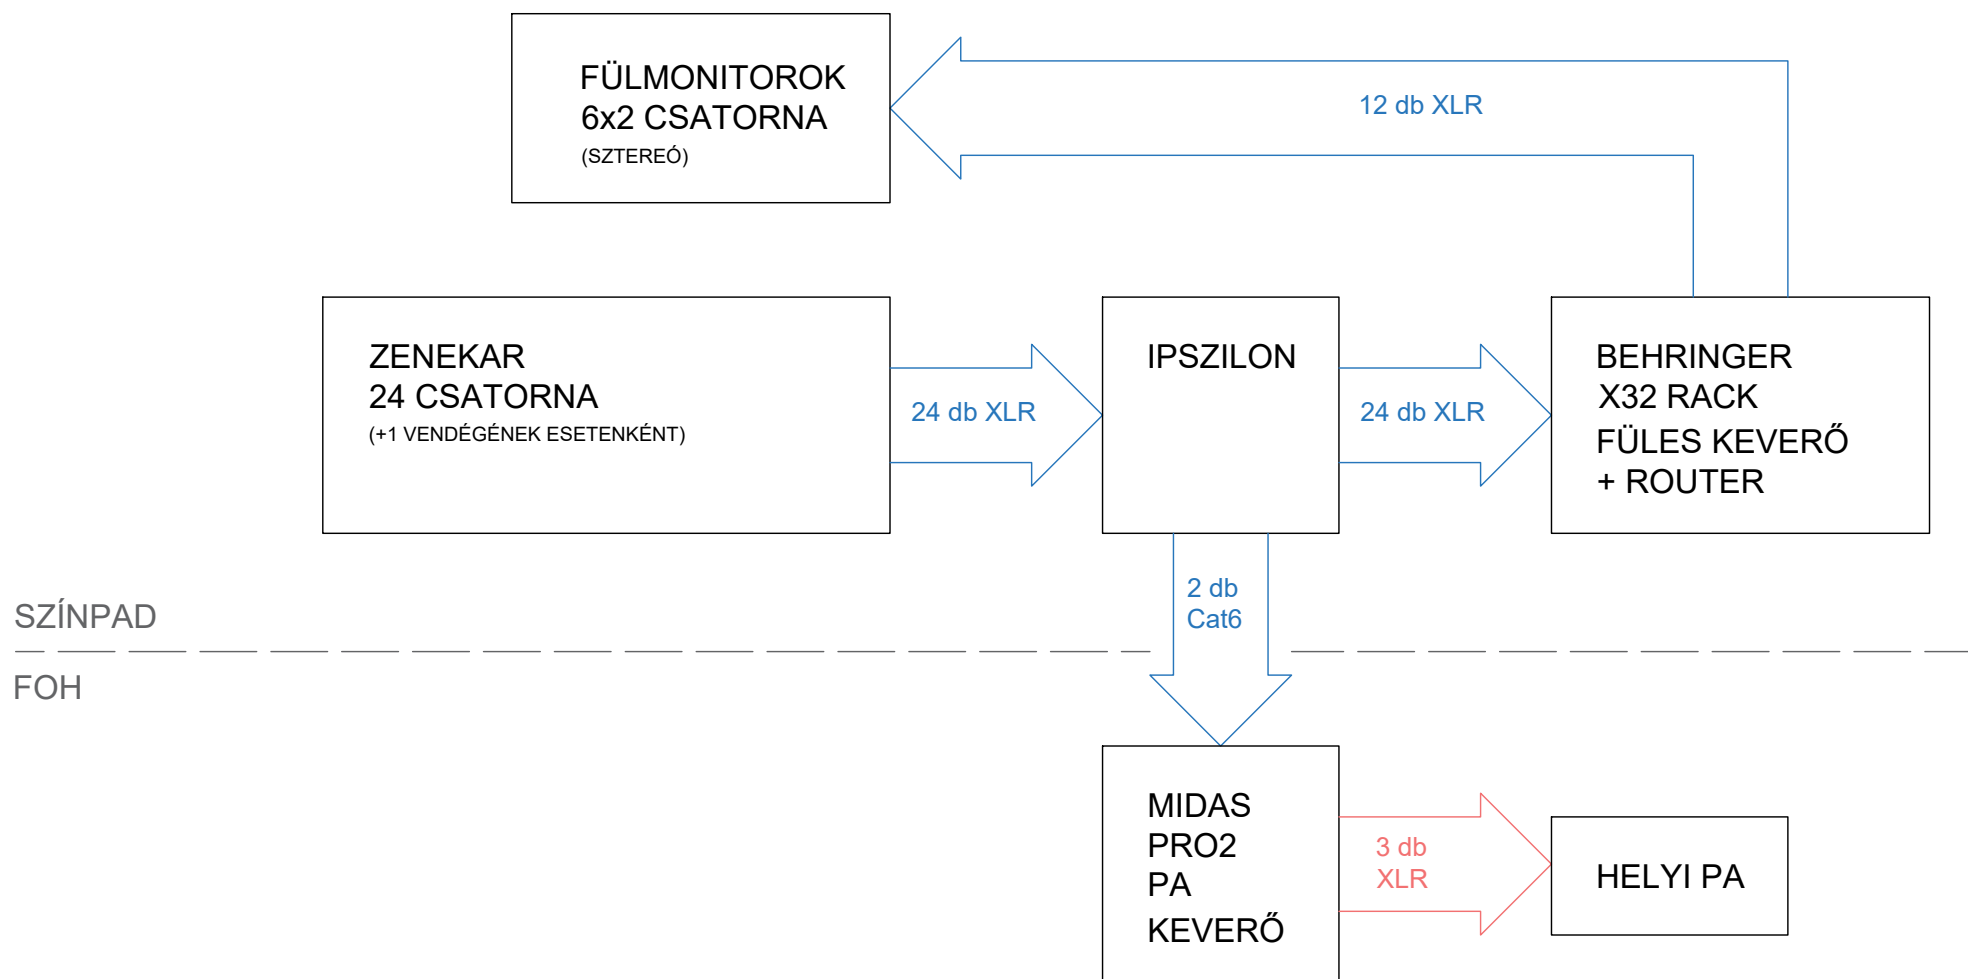 FÜLMONITOROK
6x2 CSATORNA
(SZTEREÓ)
12 db XLR
ZENEKAR
24 CSATORNA
(+1 VENDÉGÉNEK ESETENKÉNT)
24 db XLR
IPSZILON
24 db XLR
BEHRINGER
X32 RACK
FÜLES KEVERŐ
+ ROUTER
2 db
Cat6
SZÍNPAD
FOH
MIDAS
PRO2
PA
KEVERŐ
3 db
XLR
HELYI PA